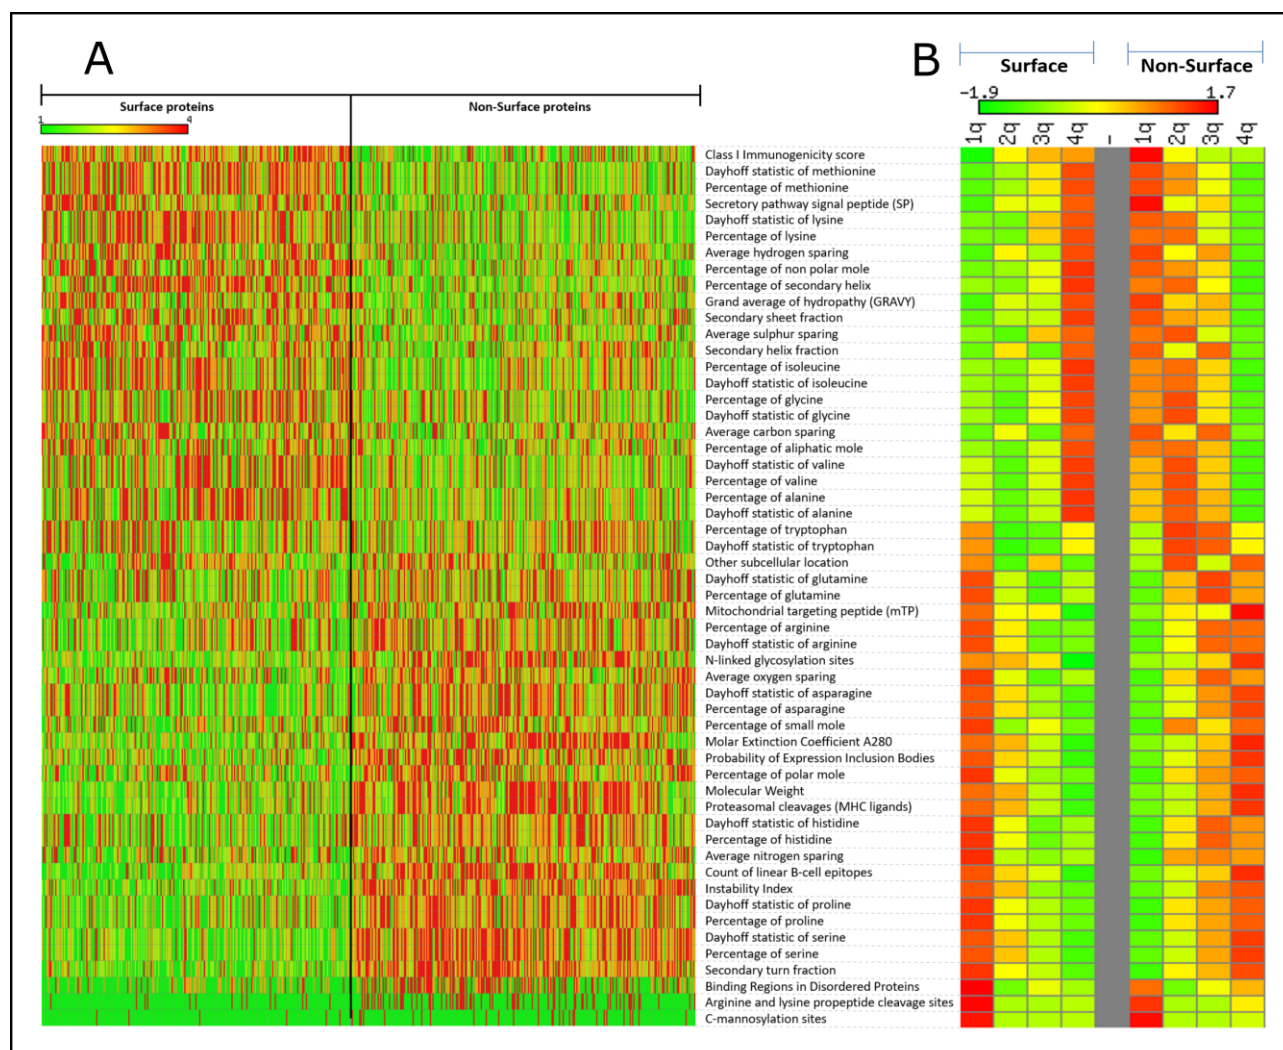 A
B
Surface
Non-Surface
Surface proteins
Non-Surface proteins
1
q
-1.9
1.7
1q
2q
3q
4q
-
1q
2q
3q
4q
Class I Immunogenicity score
Dayhoff statistic of methionine
Percentage of methionine
Secretory pathway signal peptide (SP)
Dayhoff statistic of lysine
Percentage of lysine
Average hydrogen sparing
Percentage of non polar mole
Percentage of secondary helix
Grand average of hydropathy (GRAVY)
Secondary sheet fraction
Average sulphur sparing
Secondary helix fraction
Percentage of isoleucine
Dayhoff statistic of isoleucine
Percentage of glycine
Dayhoff statistic of glycine
Average carbon sparing
Percentage of aliphatic mole
Dayhoff statistic of valine
Percentage of valine
Percentage of alanine
Dayhoff statistic of alanine
Percentage of tryptophan
Dayhoff statistic of tryptophan
Other subcellular location
Dayhoff statistic of glutamine
Percentage of glutamine
Mitochondrial targeting peptide (mTP)
Percentage of arginine
Dayhoff statistic of arginine
N-linked glycosylation sites
Average oxygen sparing
Dayhoff statistic of asparagine
Percentage of asparagine
Percentage of small mole
Molar Extinction Coefficient A280
Probability of Expression Inclusion Bodies
Percentage of polar mole
Molecular Weight
Proteasomal cleavages (MHC ligands)
Dayhoff statistic of histidine
Percentage of histidine
Average nitrogen sparing
Count of linear B-cell epitopes
Instability Index
Dayhoff statistic of proline
Percentage of proline
Dayhoff statistic of serine
Percentage of serine
Secondary turn fraction
Binding Regions in Disordered Proteins
Arginine and lysine propeptide cleavage sites
C-mannosylation sites